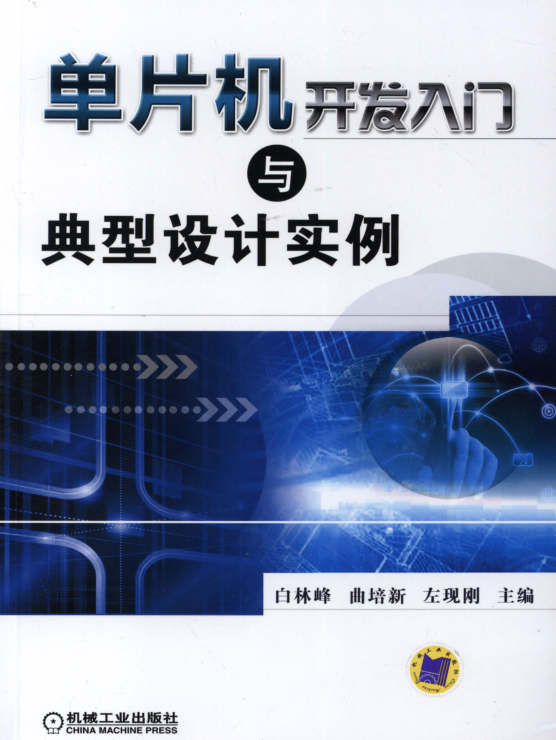 单片机开发入门
与
典型设计实例
白林峰 曲培新 左现刚 主编
机械工业出版社
CHINA MACHINE PRESS